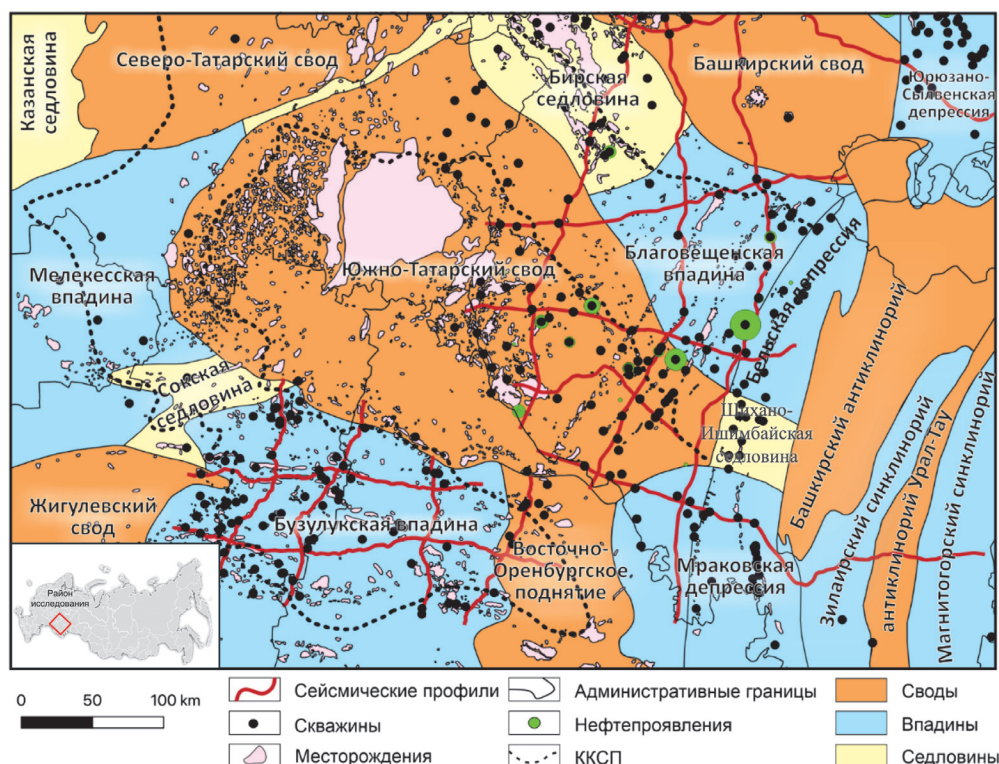 Казанская
седловина
Северо-Татарский свод
Бирская
седловина
Башкирский свод
Юрюзано-
Сылвенская
депрессия
Мелекесская
впадина
Южно-Татарский свод
Благовещенская
впадина
Бельская депрессия
Сокская
седловина
Шихано-
Ишимбайская
седловина
Башкирский антиклинорий
Зилаирский синклинорий
антиклинорий Урал-Тау
Магнитогорский синклинорий
Жигулевский
свод
Бузулукская впадина
Восточно-
Оренбургское
поднятие
Мраковская
депрессия
Район
исследования
0 50 100 km
Сейсмические профили
Скважины
Месторождения
Административные границы
Нефтепроявления
ККСП
Своды
Впадины
Седловины